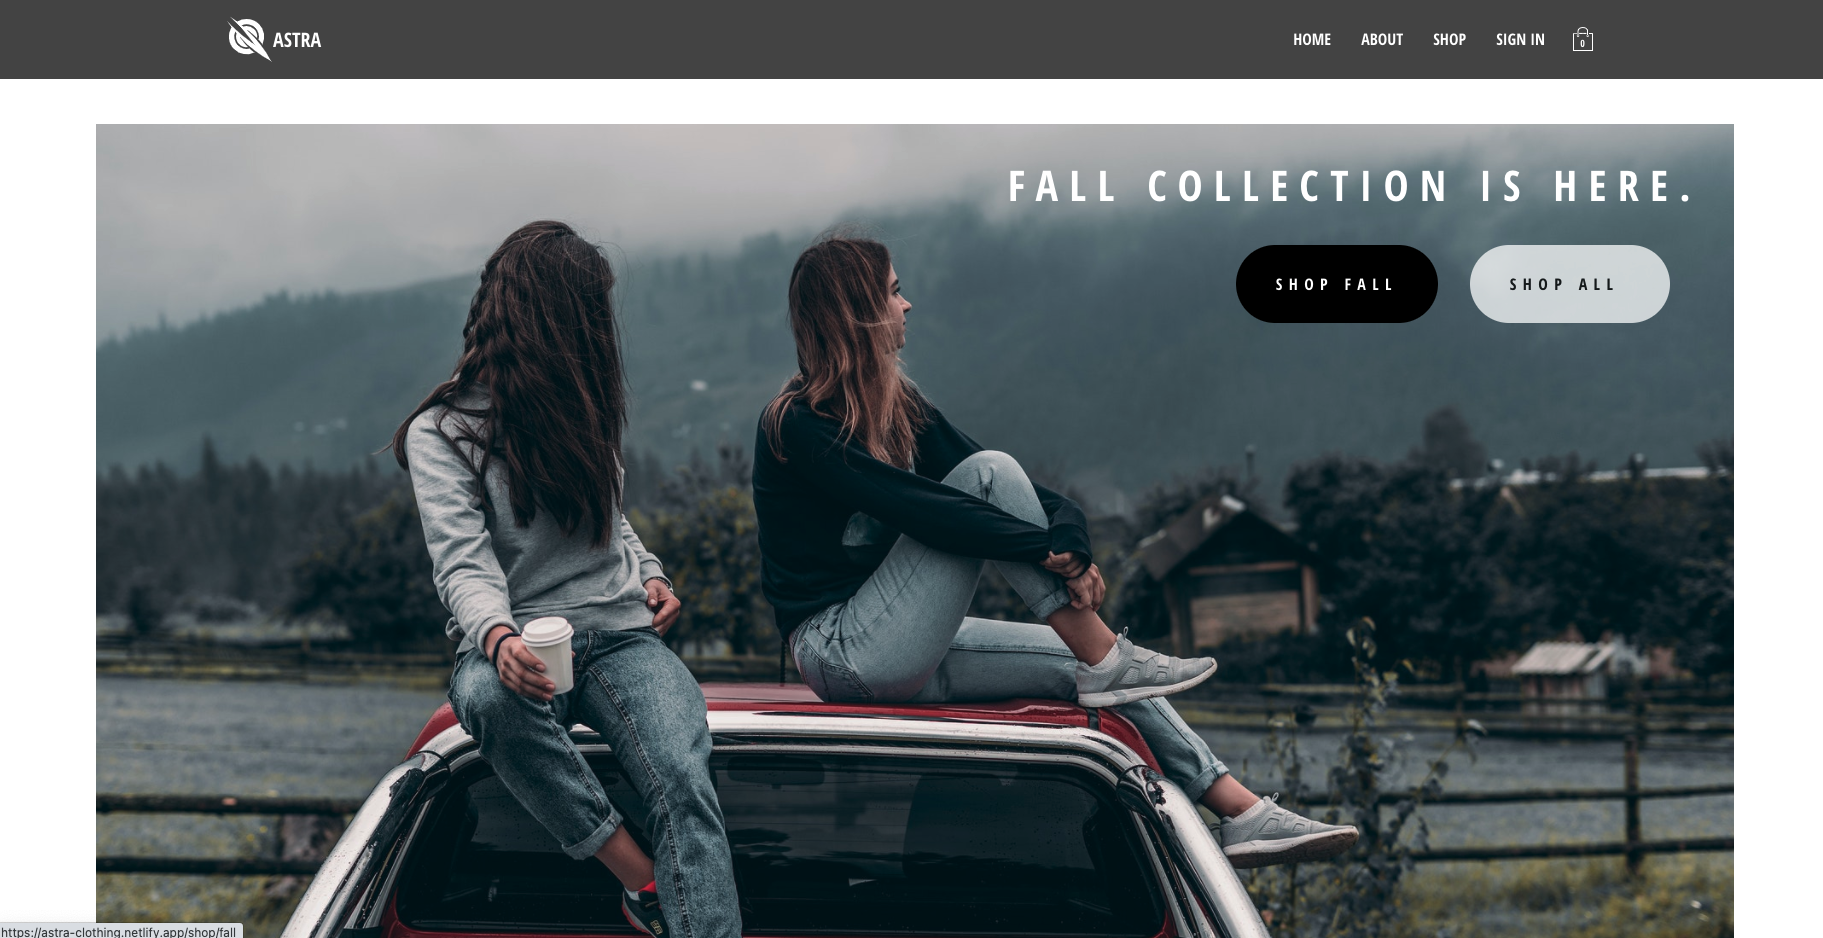 ASTRA
HOME ABOUT SHOP SIGN IN 0
FALL COLLECTION IS HERE.
SHOP FALL SHOP ALL
https://astra-clothing.netlify.app/shop/fall